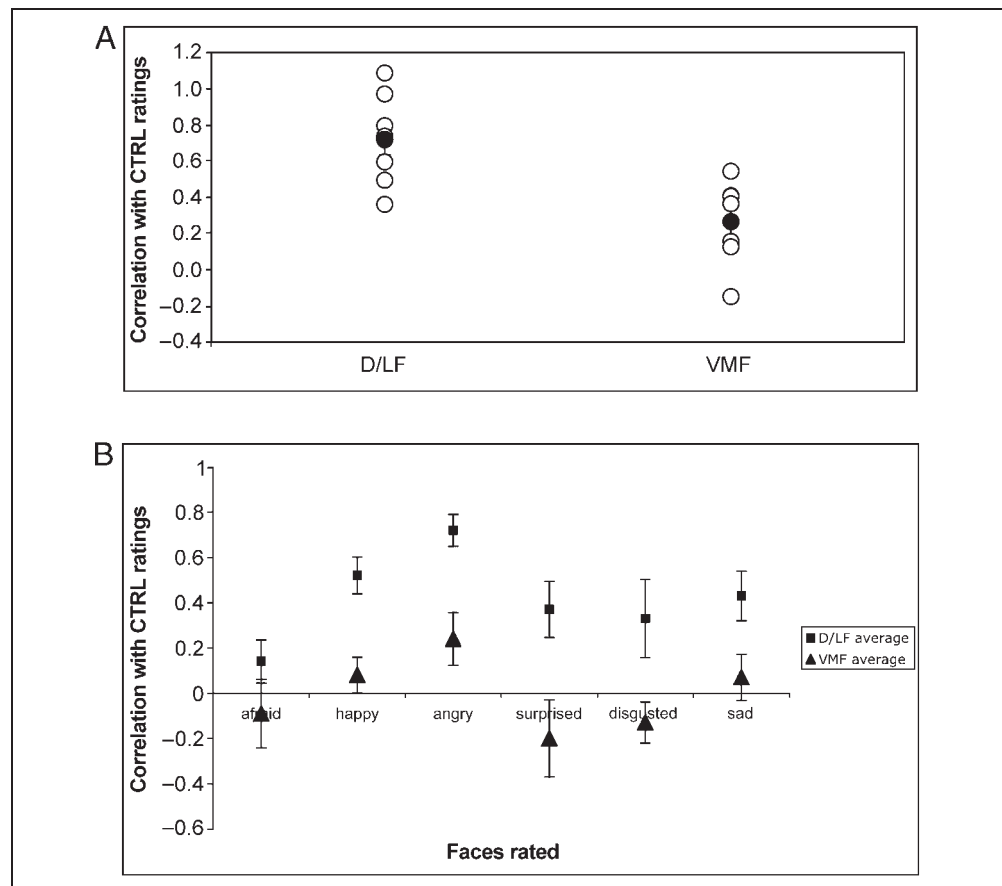 A
Correlation with CTRL ratings
1.2
1.0
0.8
0.6
0.4
0.2
0.0
–0.2
–0.4
D/LF VMF
B
Correlation with CTRL ratings
1
0.8
0.6
0.4
0.2
0
–0.2
–0.4
–0.6
afraid happy angry surprised disgusted sad
Faces rated
D/LF average
VMF average